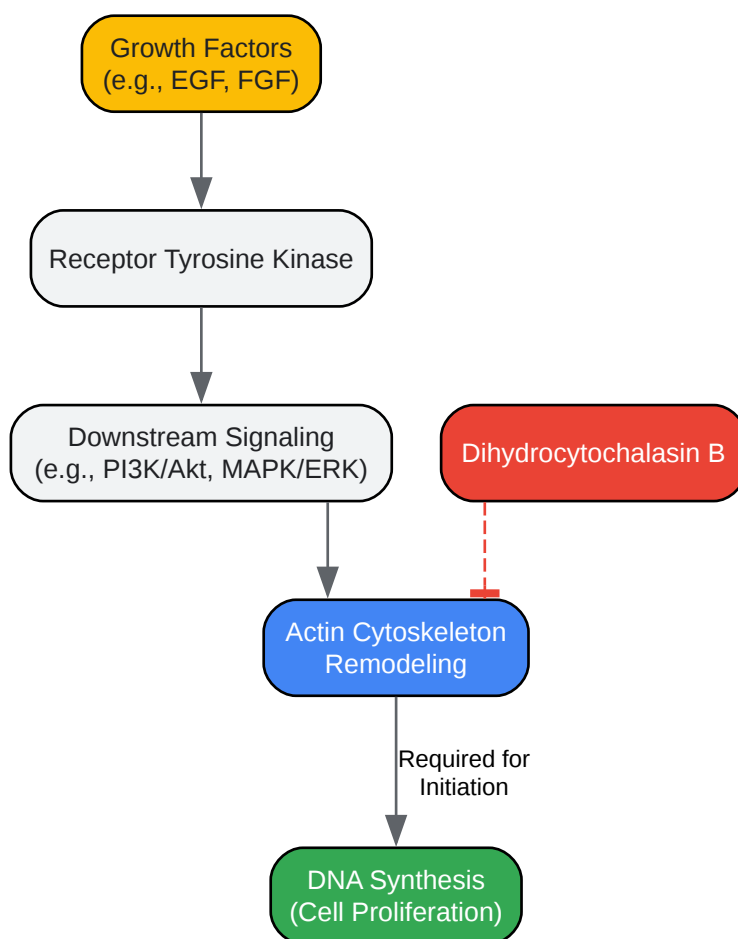 Growth Factors
(e.g., EGF, FGF)
Receptor Tyrosine Kinase
Downstream Signaling
(e.g., PI3K/Akt, MAPK/ERK)
Dihydrocytochalasin B
Actin Cytoskeleton
Remodeling
Required for
Initiation
DNA Synthesis
(Cell Proliferation)